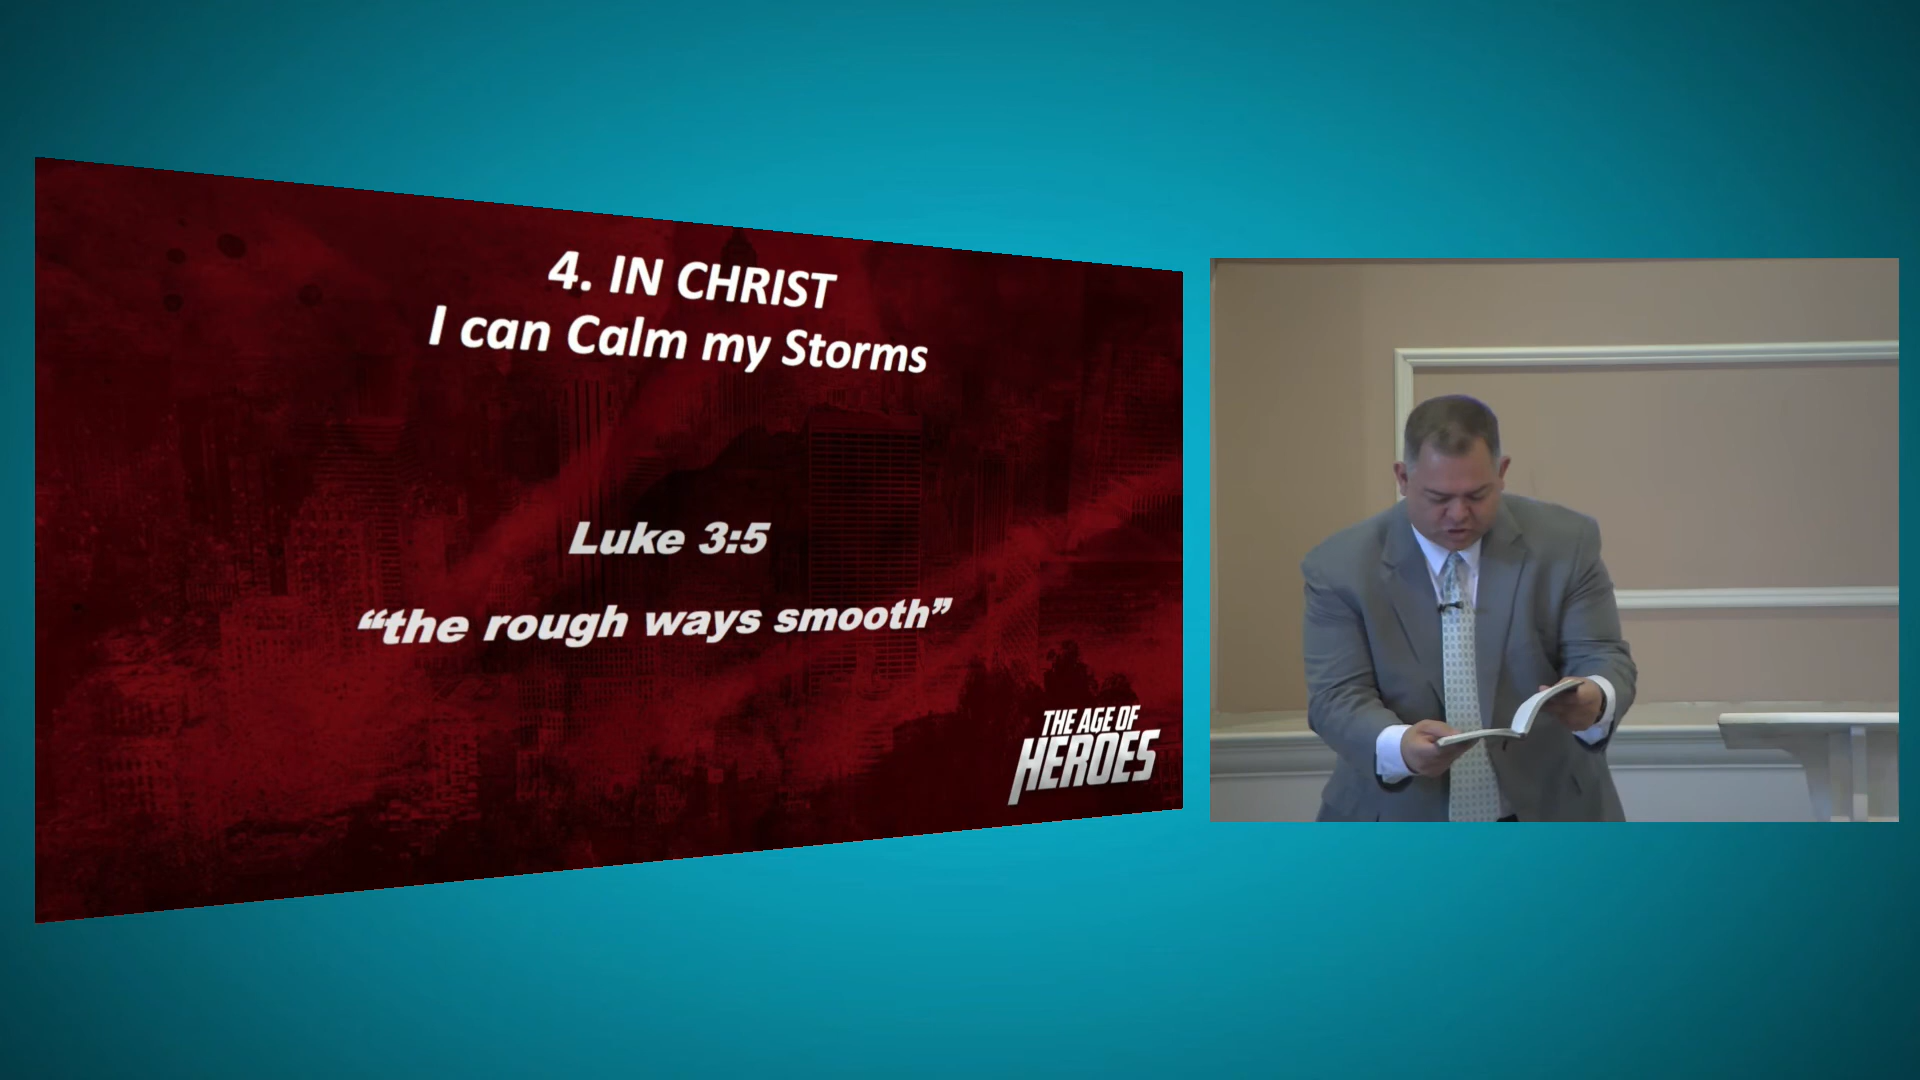 4. IN CHRIST
I can Calm my Storms
Luke 3:5
“the rough ways smooth”
THE AGE OF
HEROES